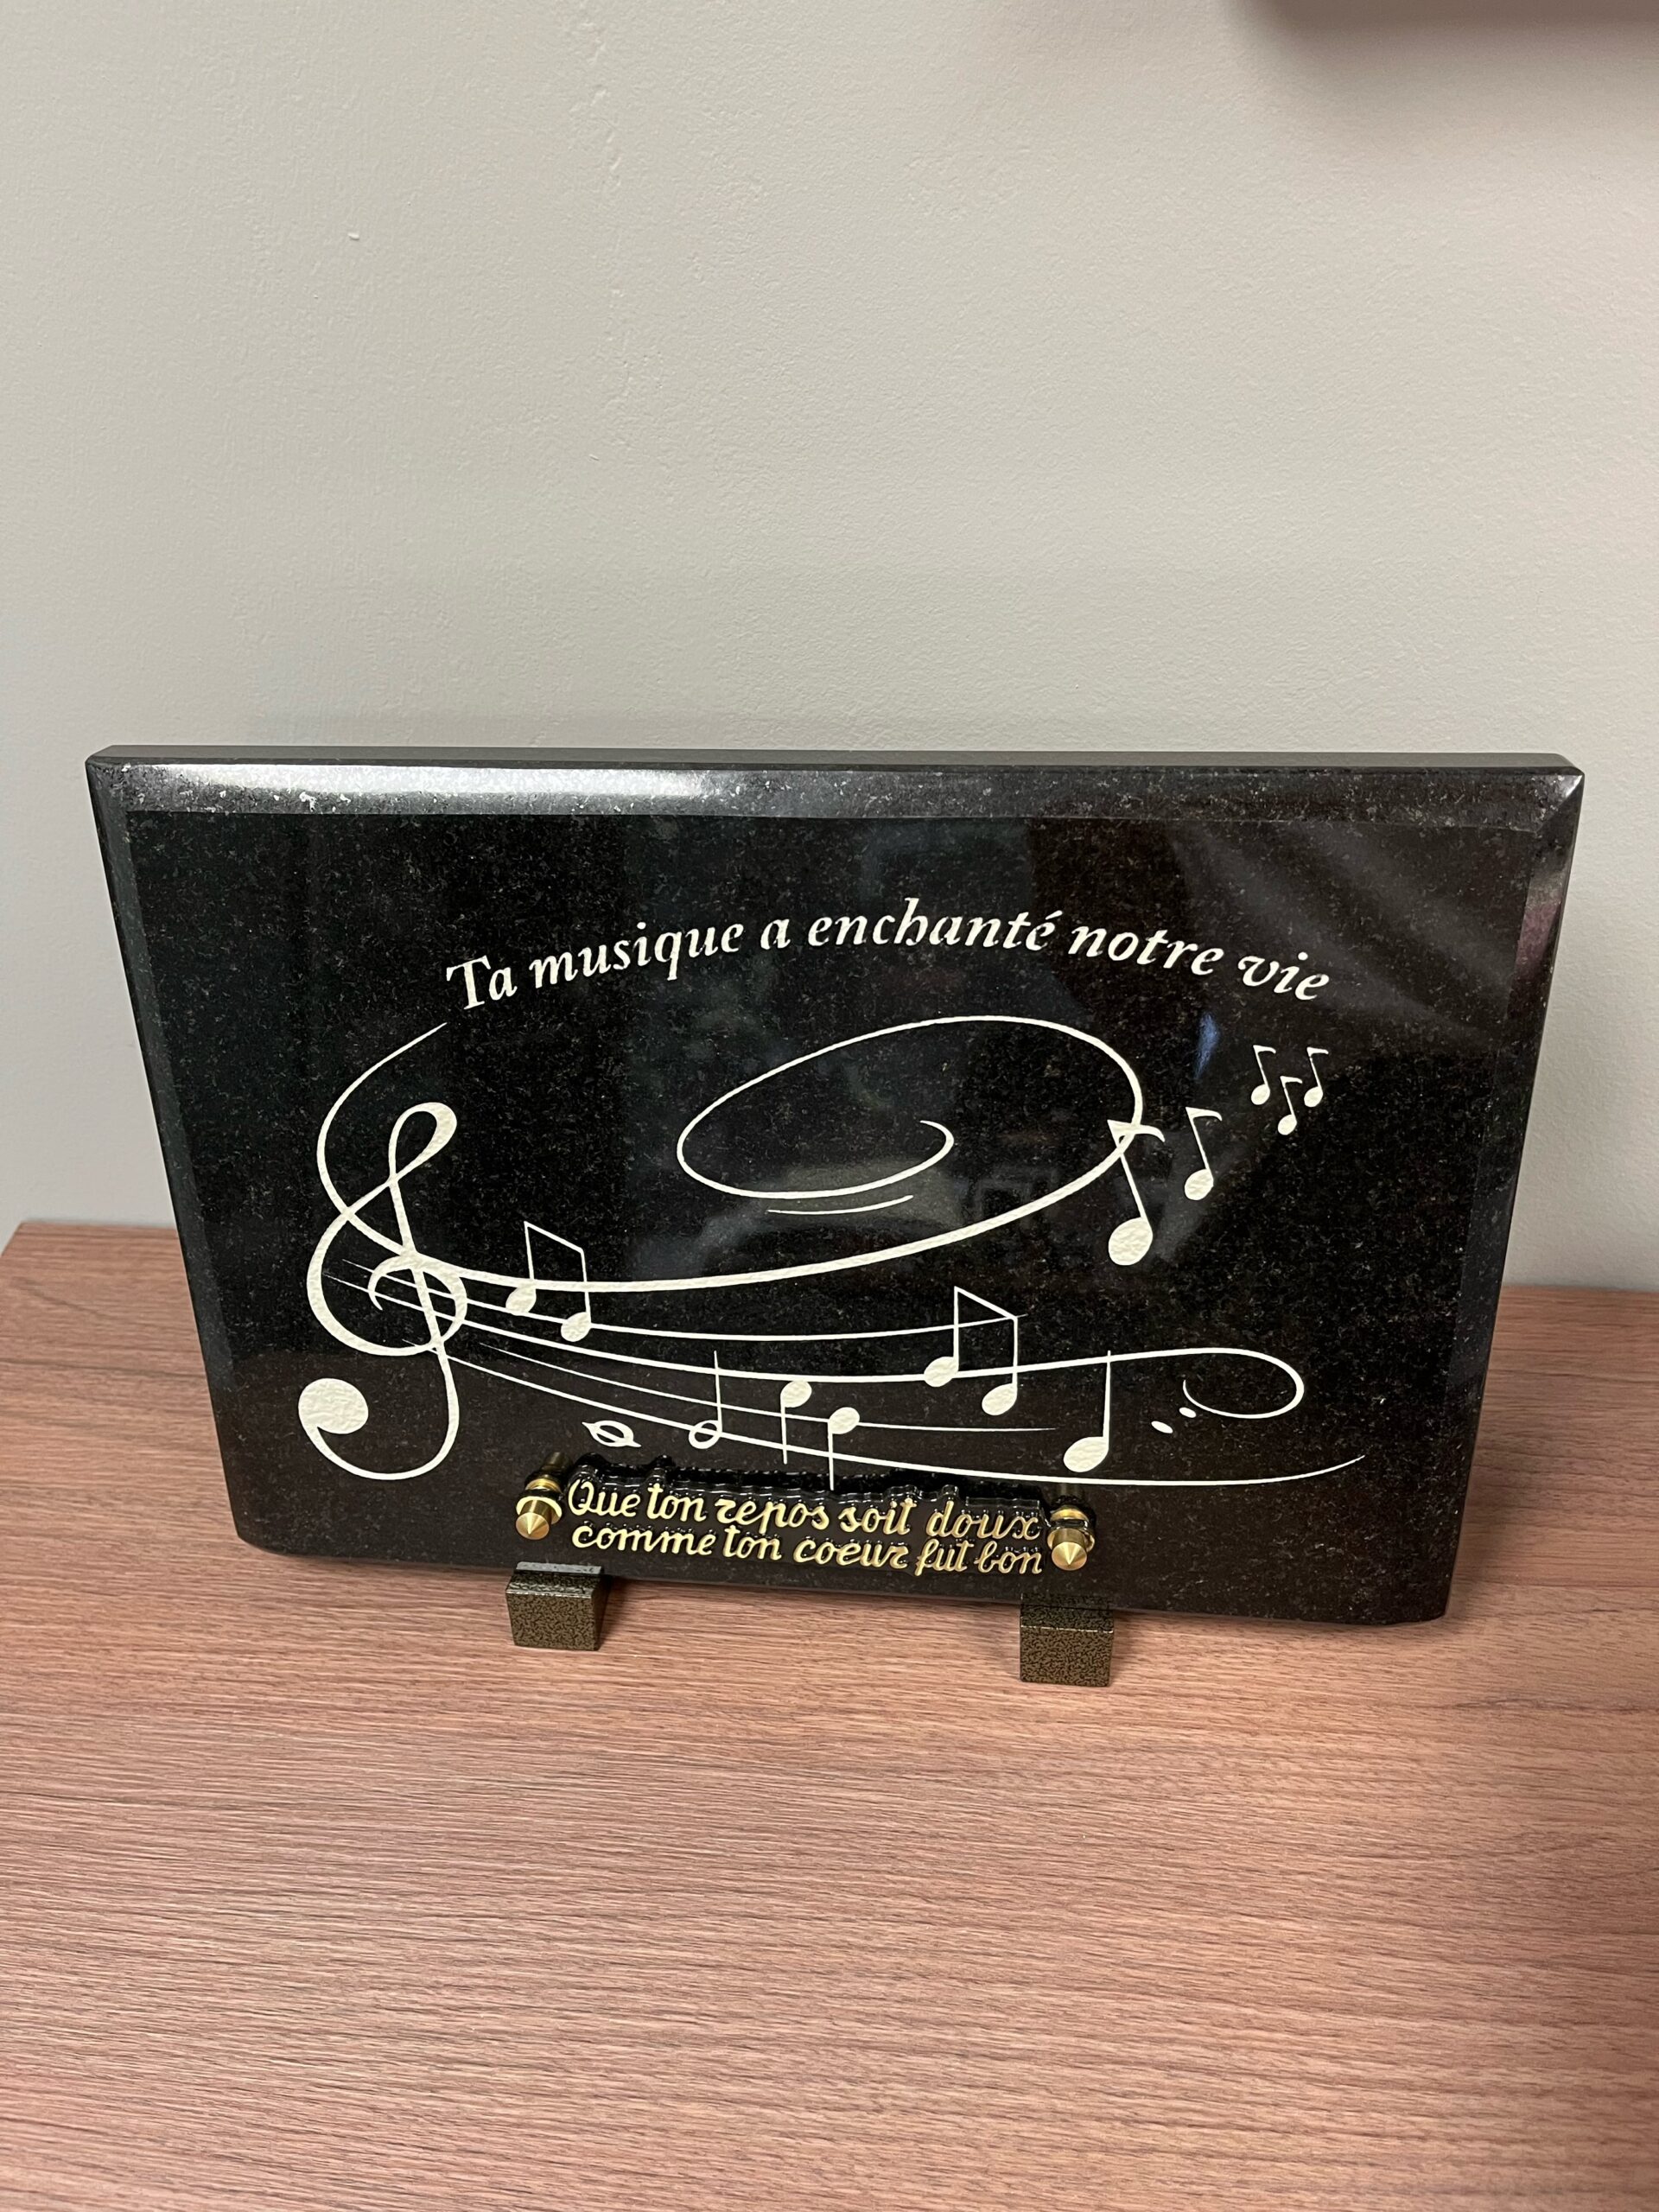 Ta musique a enchanté notre vie
Que ton repos soit doux
comme ton coeur fut bon